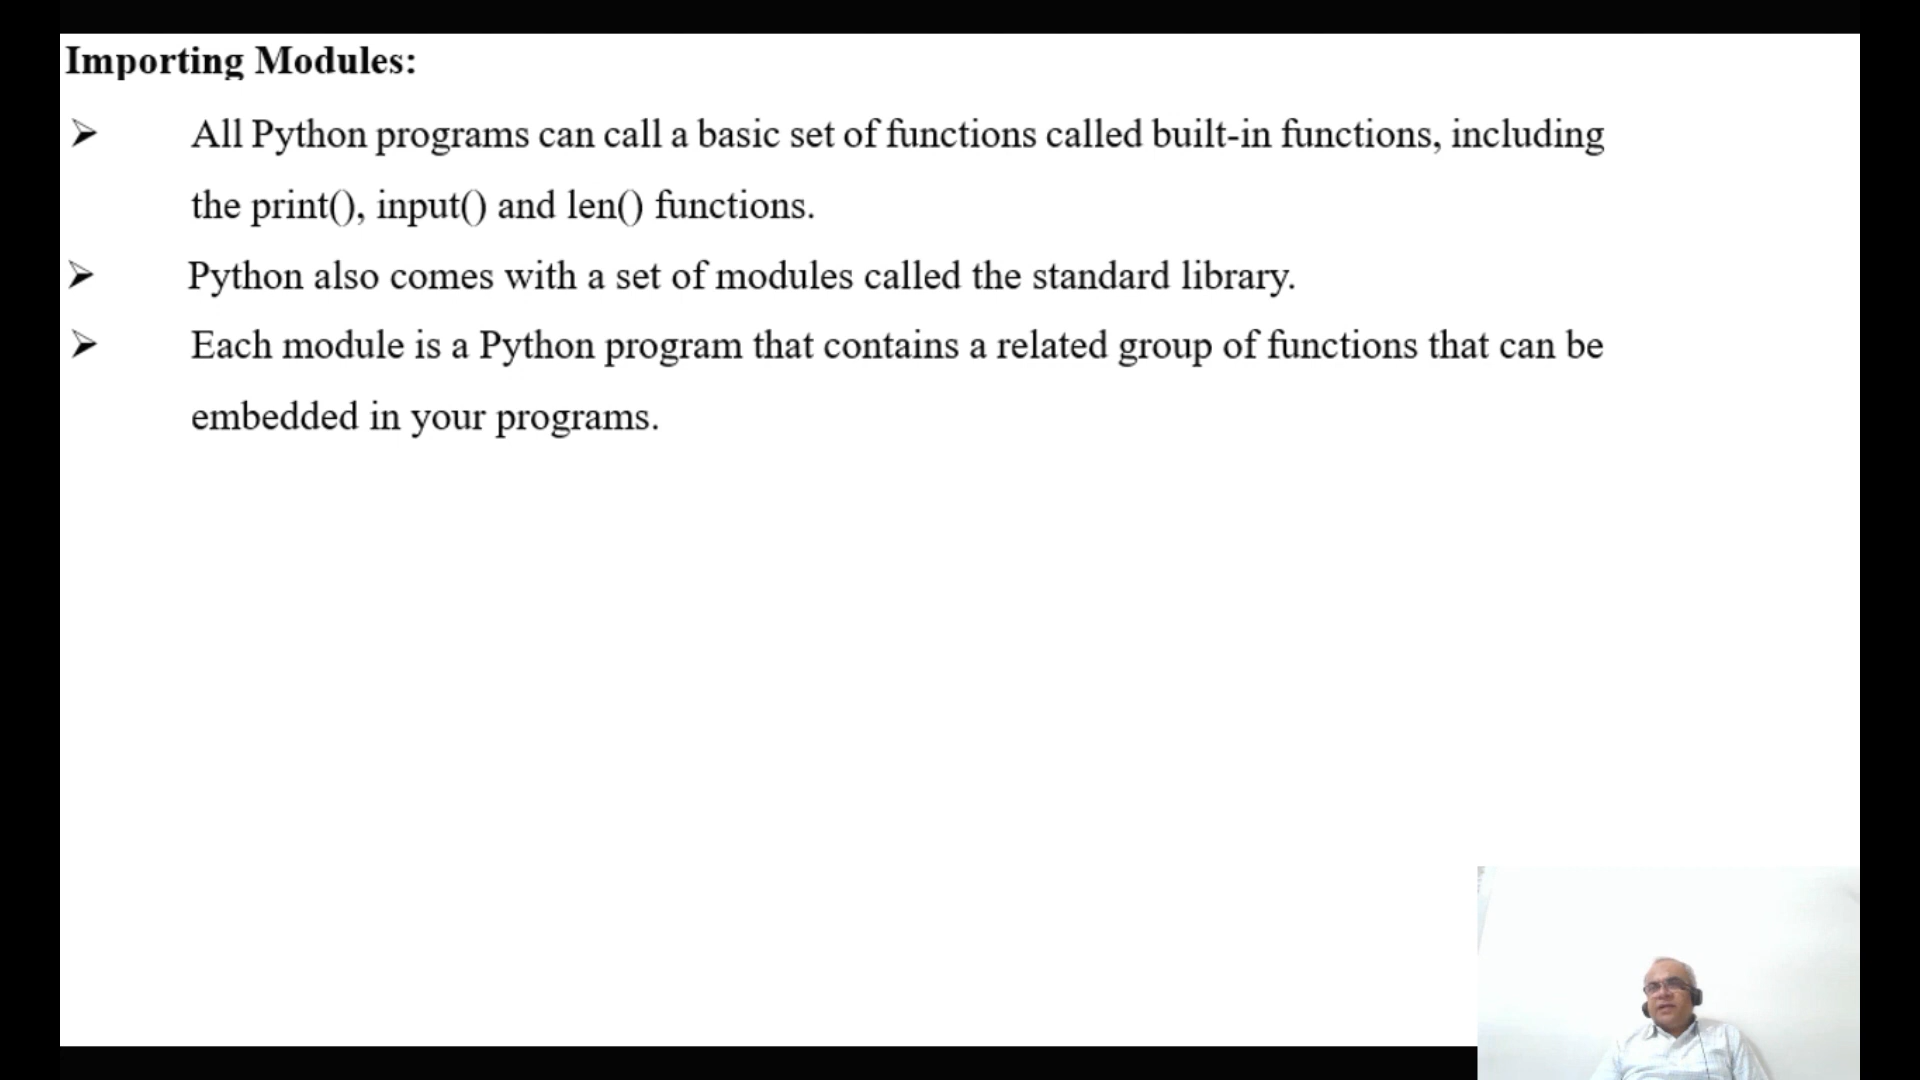 Importing Modules:
➢ All Python programs can call a basic set of functions called built-in functions, including
the print(), input() and len() functions.
➢ Python also comes with a set of modules called the standard library.
➢ Each module is a Python program that contains a related group of functions that can be
embedded in your programs.